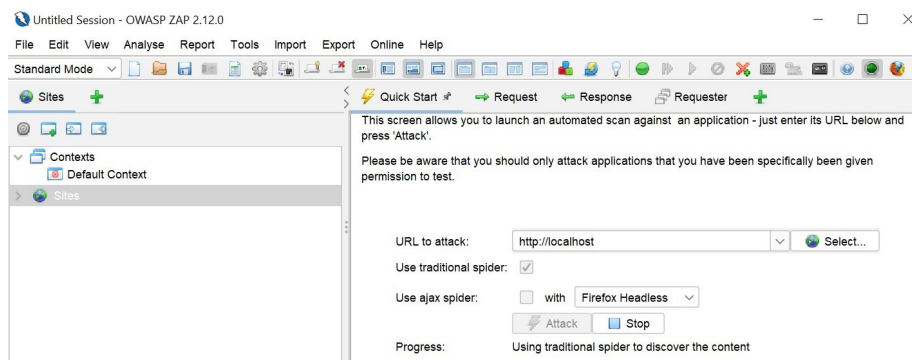 Untitled Session - OWASP ZAP 2.12.0
File Edit View Analyse Report Tools Import Export Online Help
Standard Mode
Sites
Quick Start Request Response Requester
This screen allows you to launch an automated scan against an application - just enter its URL below and
press 'Attack'.
Please be aware that you should only attack applications that you have been specifically been given
permission to test.
Contexts
Default Context
Sites
URL to attack: http://localhost Select...
Use traditional spider:
Use ajax spider: with Firefox Headless
Attack Stop
Progress: Using traditional spider to discover the content